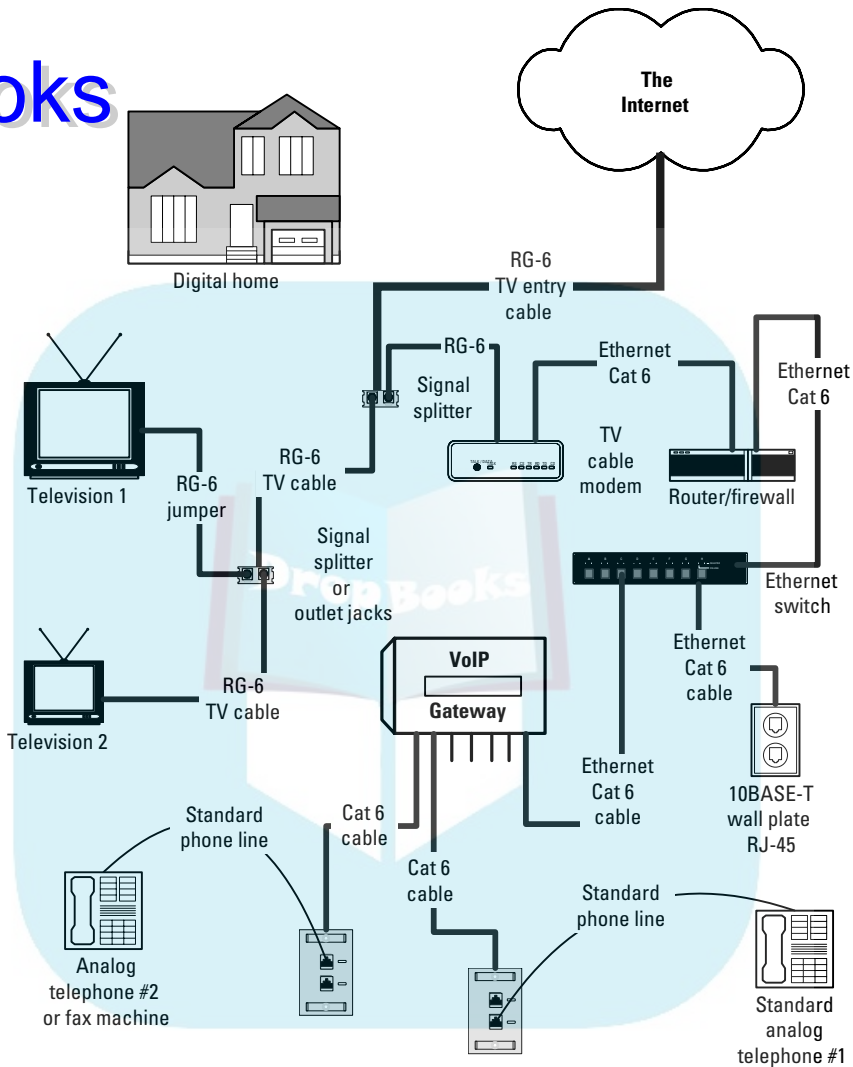 ooks
The
Internet
Digital home
RG-6
TV entry
cable
RG-6
Ethernet
Cat 6
Ethernet
Cat 6
Signal
splitter
TV
cable
modem
Router/firewall
Television 1
RG-6
jumper
RG-6
TV cable
Signal
splitter
or
outlet jacks
DropBooks
Ethernet
switch
Ethernet
Cat 6
cable
VoIP
Gateway
RG-6
TV cable
Television 2
Ethernet
Cat 6
cable
10BASE-T
wall plate
RJ-45
Standard
phone line
Cat 6
cable
Cat 6
cable
Standard
phone line
Analog
telephone #2
or fax machine
Standard
analog
telephone #1